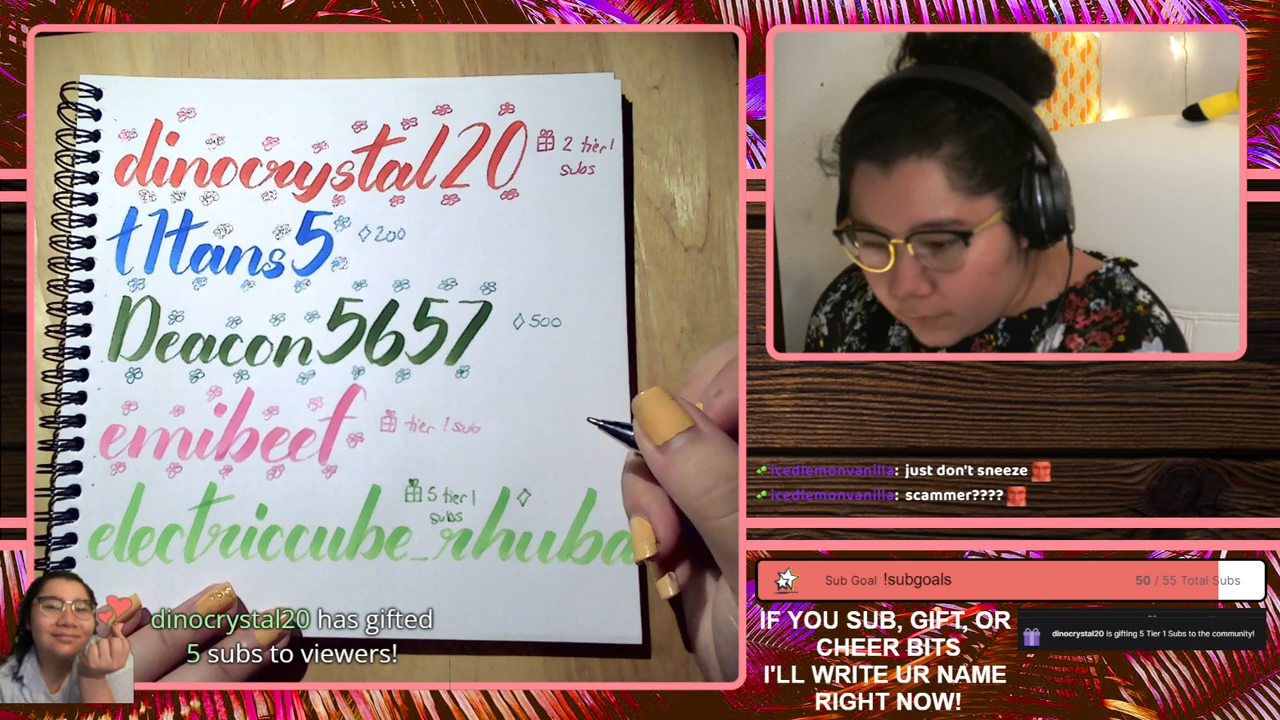 dinocrystal20
2 tier 1
subs
t1tans5
200
Deacon5657
500
emibeef
tier 1 sub
5 tier 1
subs
electriccube_rhuba
dinocrystal20 has gifted
5 subs to viewers!
icedlemonvanilla: just don't sneeze
icedlemonvanilla: scammer????
Sub Goal !subgoals
50 / 55 Total Subs
IF YOU SUB, GIFT, OR
CHEER BITS
I'LL WRITE UR NAME
RIGHT NOW!
dinocrystal20 is gifting 5 Tier 1 Subs to the community!